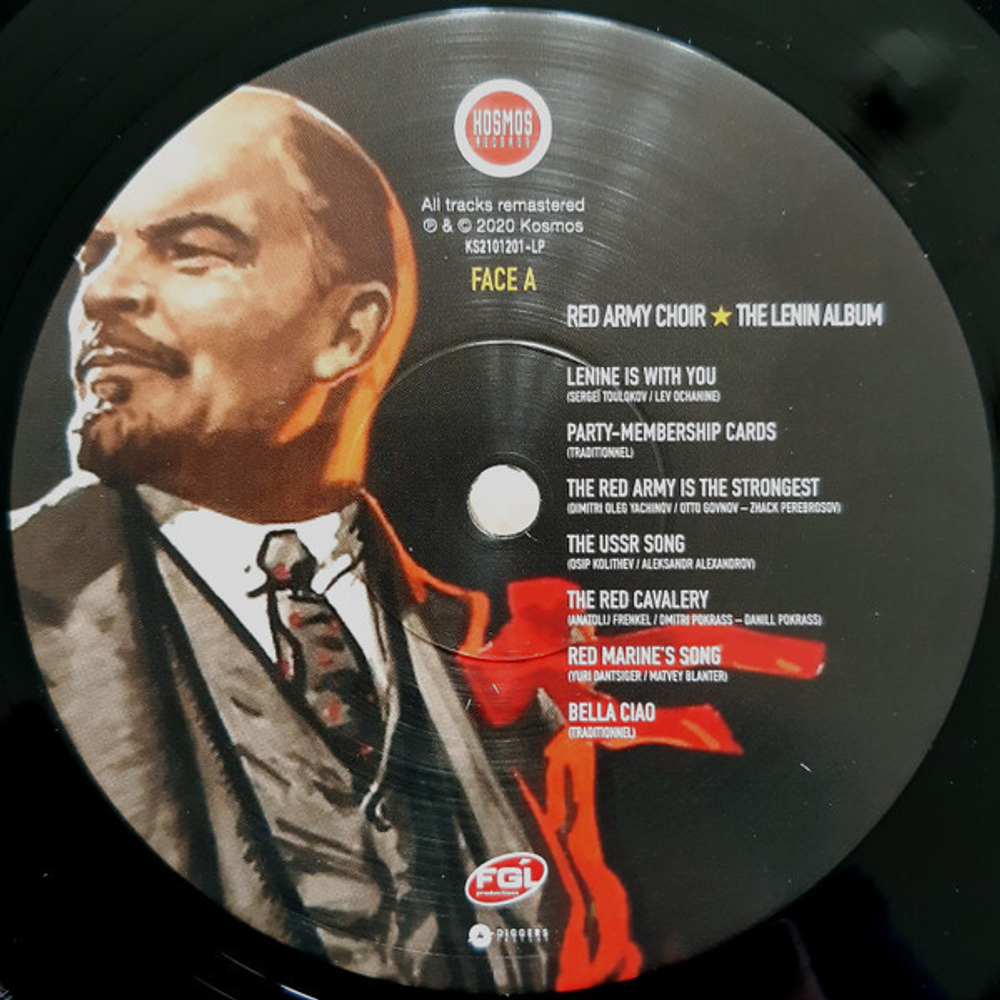 KOSMOS
RECORDS
All tracks remastered
℗ & © 2020 Kosmos
KS2101201-LP
FACE A
RED ARMY CHOIR ★ THE LENIN ALBUM
LENINE IS WITH YOU
(SERGEÏ TOULOKOV / LEV OCHANINE)
PARTY-MEMBERSHIP CARDS
(TRADITIONNEL)
THE RED ARMY IS THE STRONGEST
(DIMITRI OLEG YACHINOV / OTTO GOVNOV – ZHACK PEREBROSOV)
THE USSR SONG
(OSIP KOLITHEV / ALEKSANDR ALEXANDROV)
THE RED CAVALERY
(ANATOLIJ FRENKEL / DMITRI POKRASS – DANILL POKRASS)
RED MARINE'S SONG
(YURI DANTSIGER / MATVEY BLANTER)
BELLA CIAO
(TRADITIONNEL)
FGL
productions
DIGGERS
FACTORY